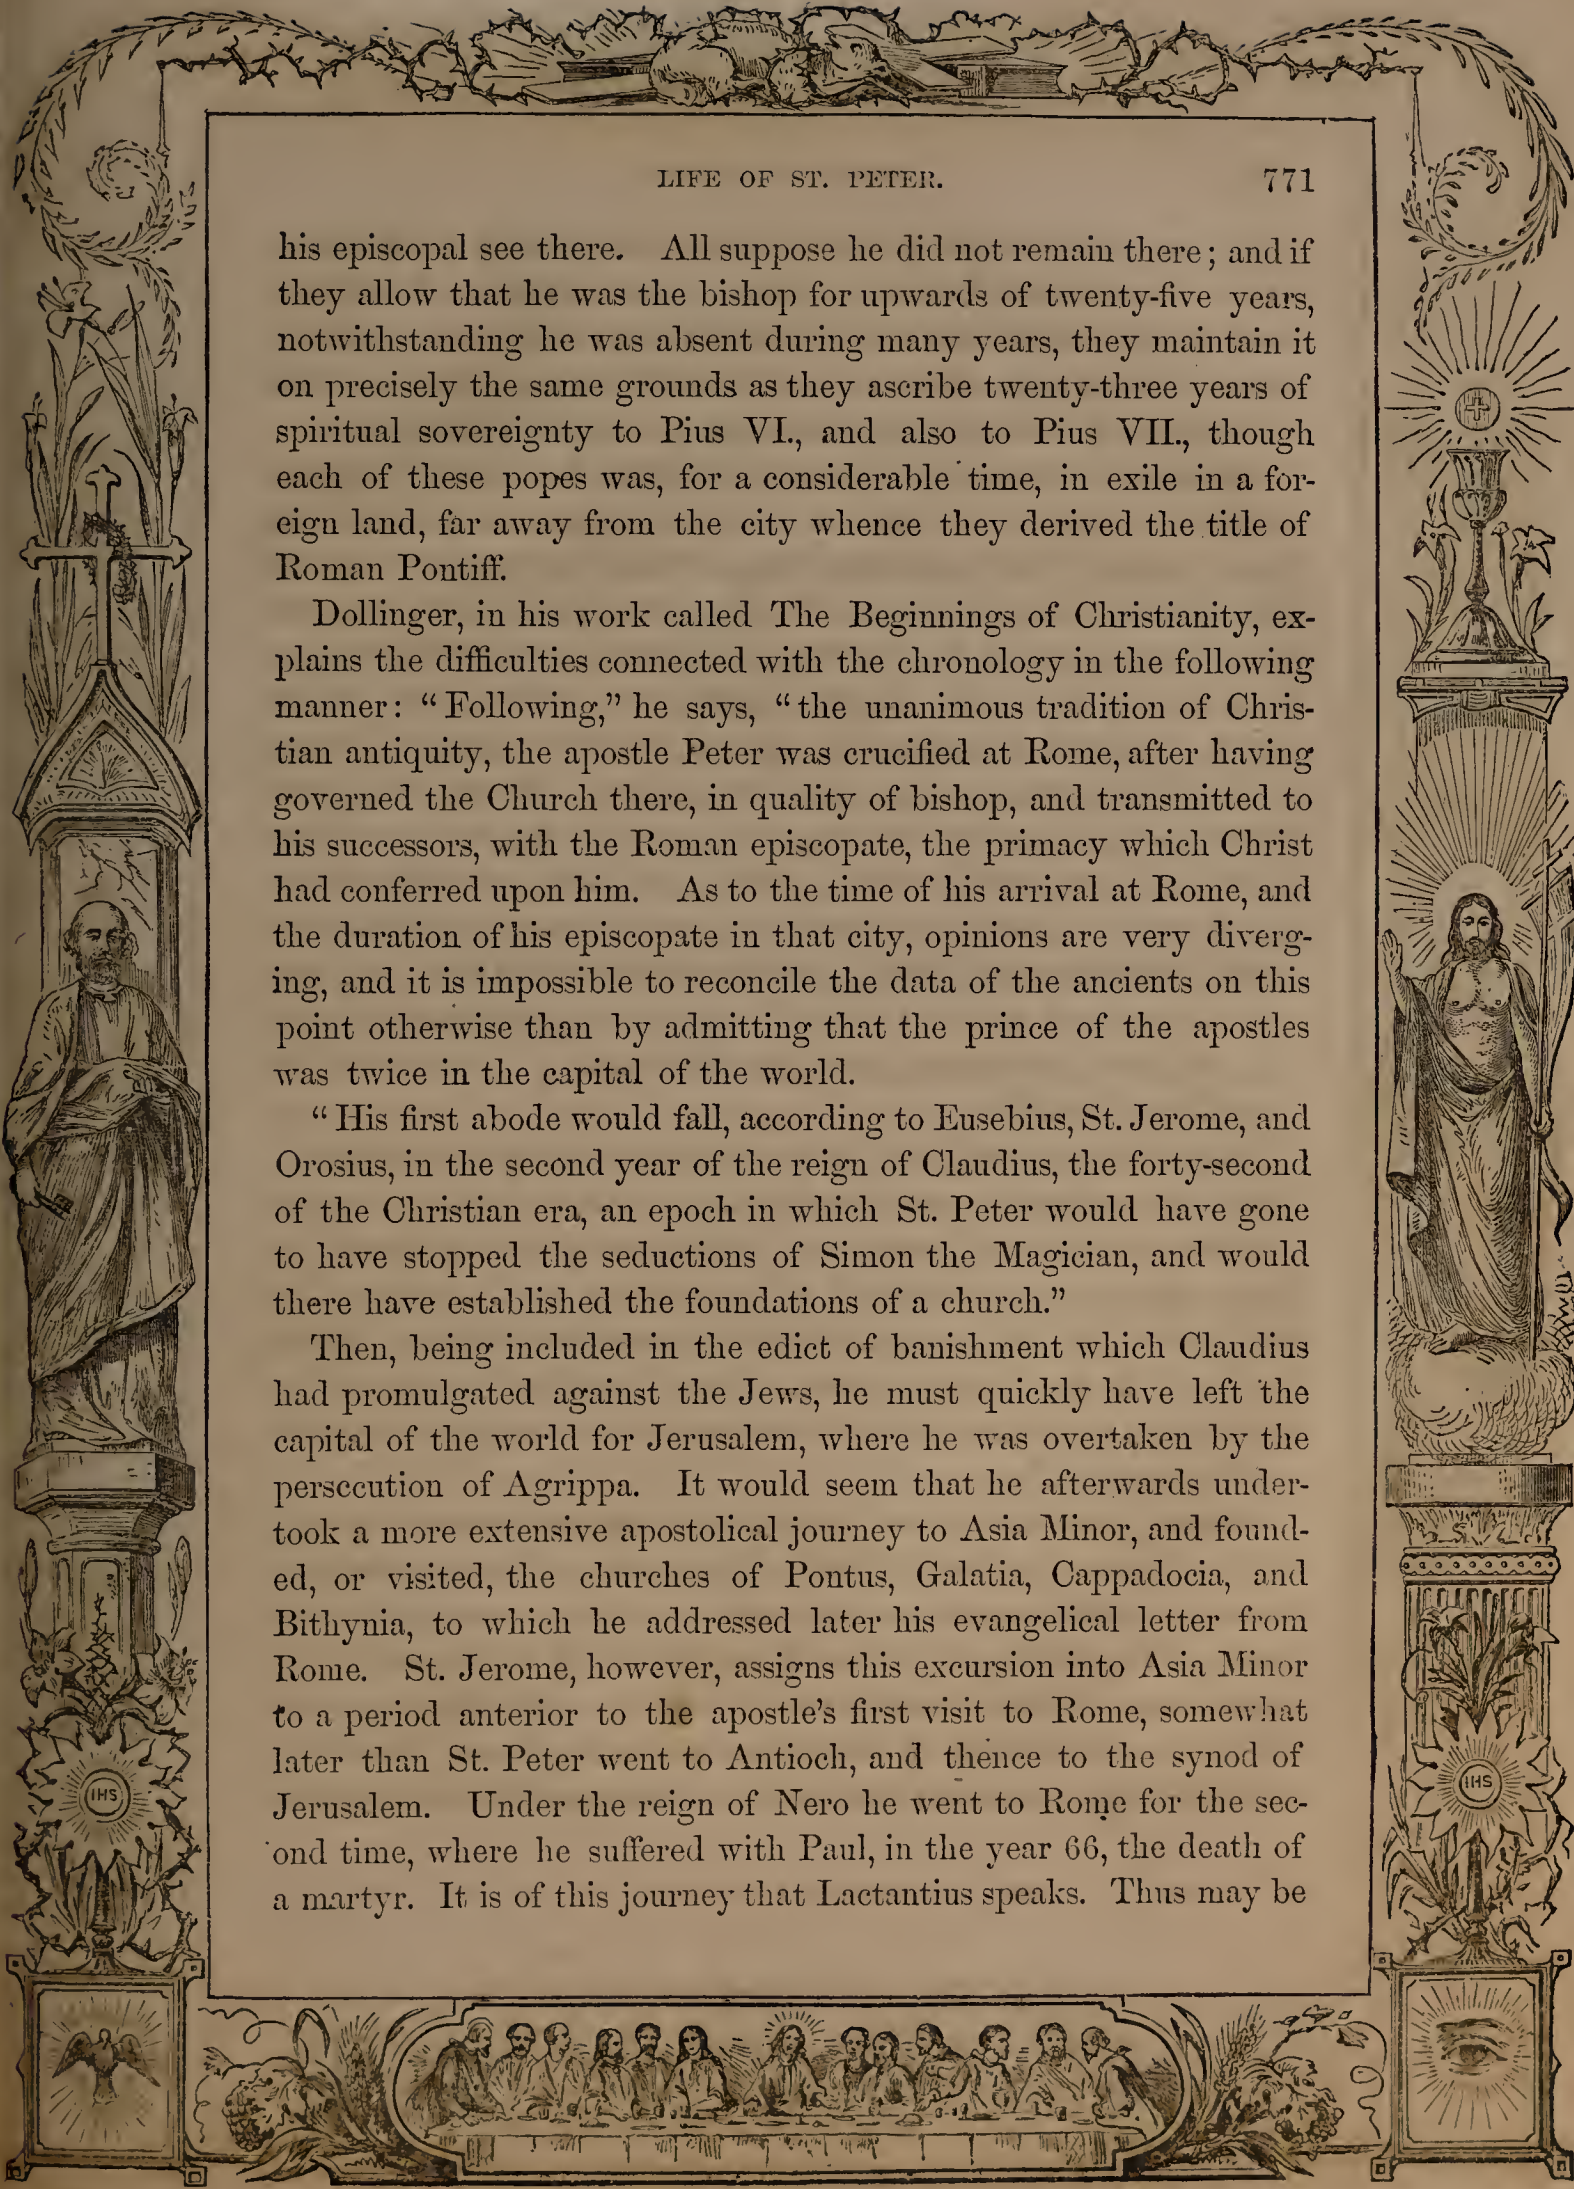 LIFE OF ST. PETER. 771
his episcopal see there. All suppose he did not remain there; and if
they allow that he was the bishop for upwards of twenty-five years,
notwithstanding he was absent during many years, they maintain it
on precisely the same grounds as they ascribe twenty-three years of
spiritual sovereignty to Pius VI., and also to Pius VII., though
each of these popes was, for a considerable time, in exile in a for-
eign land, far away from the city whence they derived the title of
Roman Pontiff.
Dollinger, in his work called The Beginnings of Christianity, ex-
plains the difficulties connected with the chronology in the following
manner: “Following,” he says, “the unanimous tradition of Chris-
tian antiquity, the apostle Peter was crucified at Rome, after having
governed the Church there, in quality of bishop, and transmitted to
his successors, with the Roman episcopate, the primacy which Christ
had conferred upon him. As to the time of his arrival at Rome, and
the duration of his episcopate in that city, opinions are very diverg-
ing, and it is impossible to reconcile the data of the ancients on this
point otherwise than by admitting that the prince of the apostles
was twice in the capital of the world.
“His first abode would fall, according to Eusebius, St. Jerome, and
Orosius, in the second year of the reign of Claudius, the forty-second
of the Christian era, an epoch in which St. Peter would have gone
to have stopped the seductions of Simon the Magician, and would
there have established the foundations of a church.”
Then, being included in the edict of banishment which Claudius
had promulgated against the Jews, he must quickly have left the
capital of the world for Jerusalem, where he was overtaken by the
persecution of Agrippa. It would seem that he afterwards under-
took a more extensive apostolical journey to Asia Minor, and found-
ed, or visited, the churches of Pontus, Galatia, Cappadocia, and
Bithynia, to which he addressed later his evangelical letter from
Rome. St. Jerome, however, assigns this excursion into Asia Minor
to a period anterior to the apostle’s first visit to Rome, somewhat
later than St. Peter went to Antioch, and thence to the synod of
Jerusalem. Under the reign of Nero he went to Rome for the sec-
ond time, where he suffered with Paul, in the year 66, the death of
a martyr. It is of this journey that Lactantius speaks. Thus may be
IHS
IHS